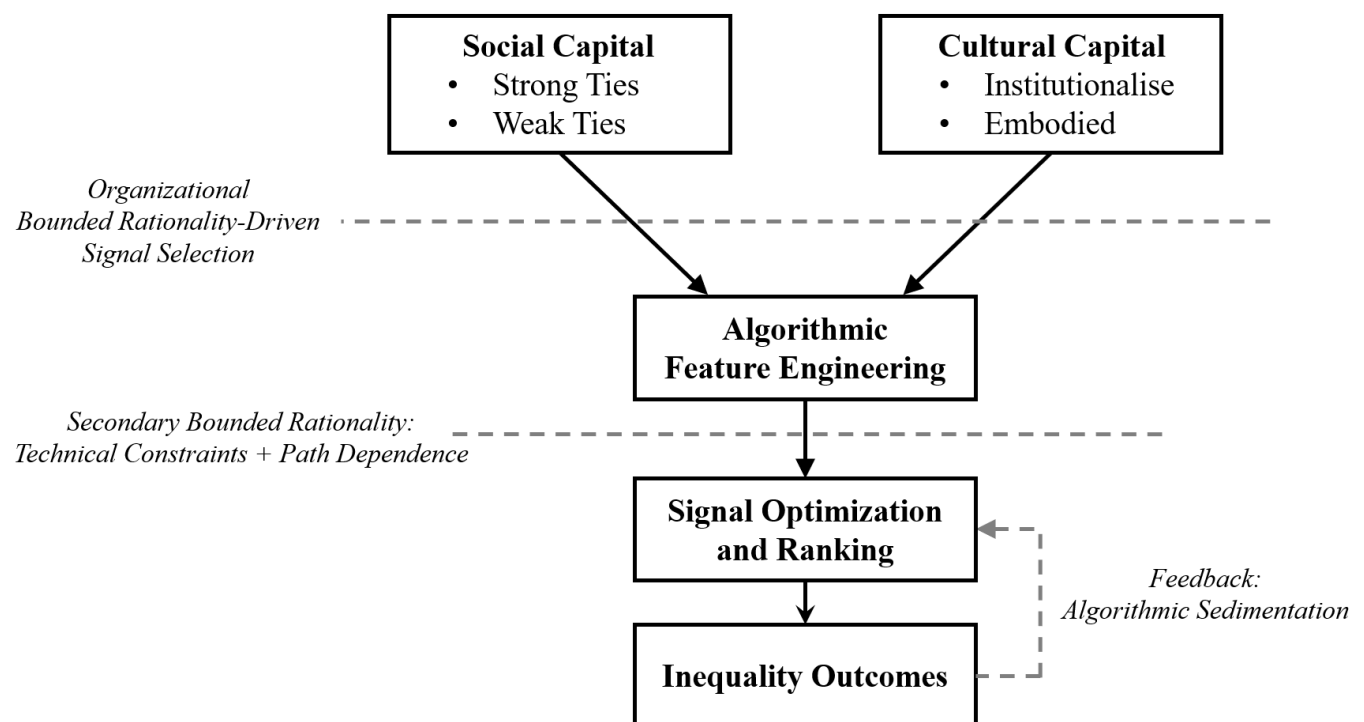 Social Capital
• Strong Ties
• Weak Ties
Cultural Capital
• Institutionalise
• Embodied
Organizational
Bounded Rationality-Driven
Signal Selection
Algorithmic
Feature Engineering
Secondary Bounded Rationality:
Technical Constraints + Path Dependence
Signal Optimization
and Ranking
Feedback:
Algorithmic Sedimentation
Inequality Outcomes